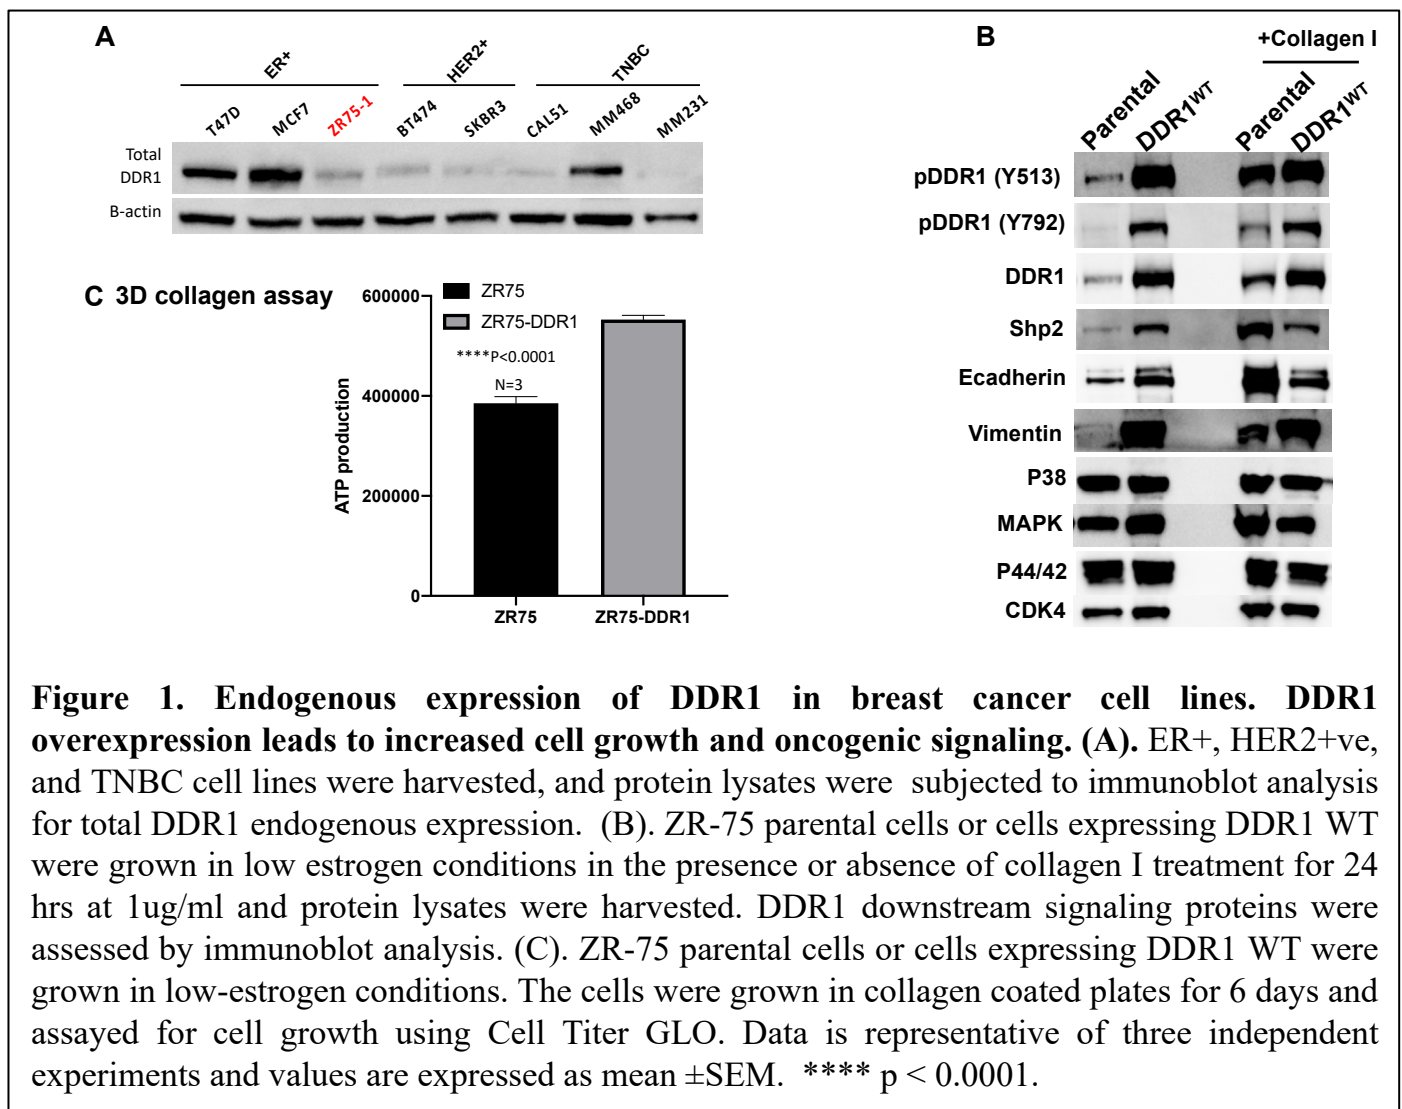 A
ER+
HER2+
TNBC
T47D
MCF7
ZR75-1
BT474
SKBR3
CAL51
MM468
MM231
Total
DDR1
B-actin
B
+Collagen I
Parental
DDR1WT
Parental
DDR1WT
pDDR1 (Y513)
pDDR1 (Y792)
DDR1
Shp2
Ecadherin
Vimentin
P38
MAPK
P44/42
CDK4
C 3D collagen assay
ZR75
ZR75-DDR1
****P<0.0001
N=3
ATP production
600000
400000
200000
0
ZR75
ZR75-DDR1
Figure 1. Endogenous expression of DDR1 in breast cancer cell lines. DDR1
overexpression leads to increased cell growth and oncogenic signaling. (A). ER+, HER2+ve,
and TNBC cell lines were harvested, and protein lysates were subjected to immunoblot analysis
for total DDR1 endogenous expression. (B). ZR-75 parental cells or cells expressing DDR1 WT
were grown in low estrogen conditions in the presence or absence of collagen I treatment for 24
hrs at 1ug/ml and protein lysates were harvested. DDR1 downstream signaling proteins were
assessed by immunoblot analysis. (C). ZR-75 parental cells or cells expressing DDR1 WT were
grown in low-estrogen conditions. The cells were grown in collagen coated plates for 6 days and
assayed for cell growth using Cell Titer GLO. Data is representative of three independent
experiments and values are expressed as mean ±SEM. **** p < 0.0001.